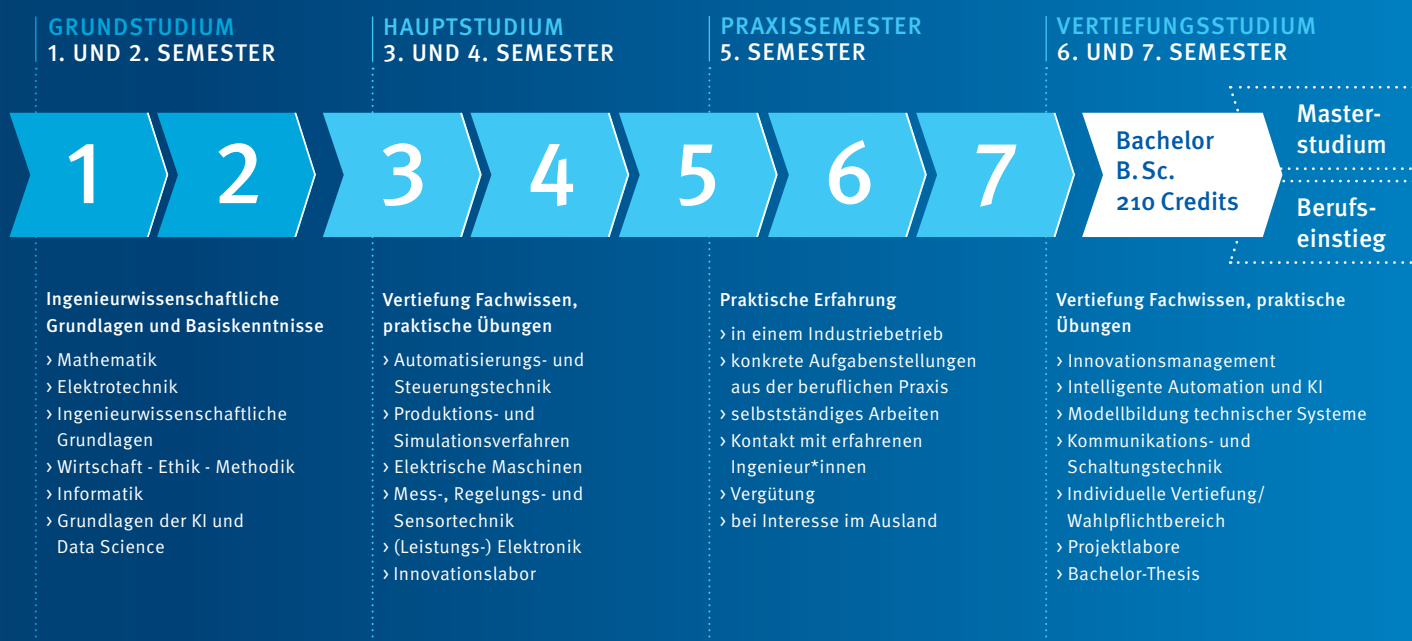 GRUNDSTUDIUM
1. UND 2. SEMESTER
HAUPTSTUDIUM
3. UND 4. SEMESTER
PRAXISSEMESTER
5. SEMESTER
VERTIEFUNGSSTUDIUM
6. UND 7. SEMESTER
1
2
3
4
5
6
7
Bachelor
B. Sc.
210 Credits
Master-
studium
Berufs-
einstieg
Ingenieurwissenschaftliche
Grundlagen und Basiskenntnisse
› Mathematik
› Elektrotechnik
› Ingenieurwissenschaftliche
Grundlagen
› Wirtschaft - Ethik - Methodik
› Informatik
› Grundlagen der KI und
Data Science
Vertiefung Fachwissen,
praktische Übungen
› Automatisierungs- und
Steuerungstechnik
› Produktions- und
Simulationsverfahren
› Elektrische Maschinen
› Mess-, Regelungs- und
Sensortechnik
› (Leistungs-) Elektronik
› Innovationslabor
Praktische Erfahrung
› in einem Industriebetrieb
› konkrete Aufgabenstellungen
aus der beruflichen Praxis
› selbstständiges Arbeiten
› Kontakt mit erfahrenen
Ingenieur*innen
› Vergütung
› bei Interesse im Ausland
Vertiefung Fachwissen, praktische
Übungen
› Innovationsmanagement
› Intelligente Automation und KI
› Modellbildung technischer Systeme
› Kommunikations- und
Schaltungstechnik
› Individuelle Vertiefung/
Wahlpflichtbereich
› Projektlabore
› Bachelor-Thesis